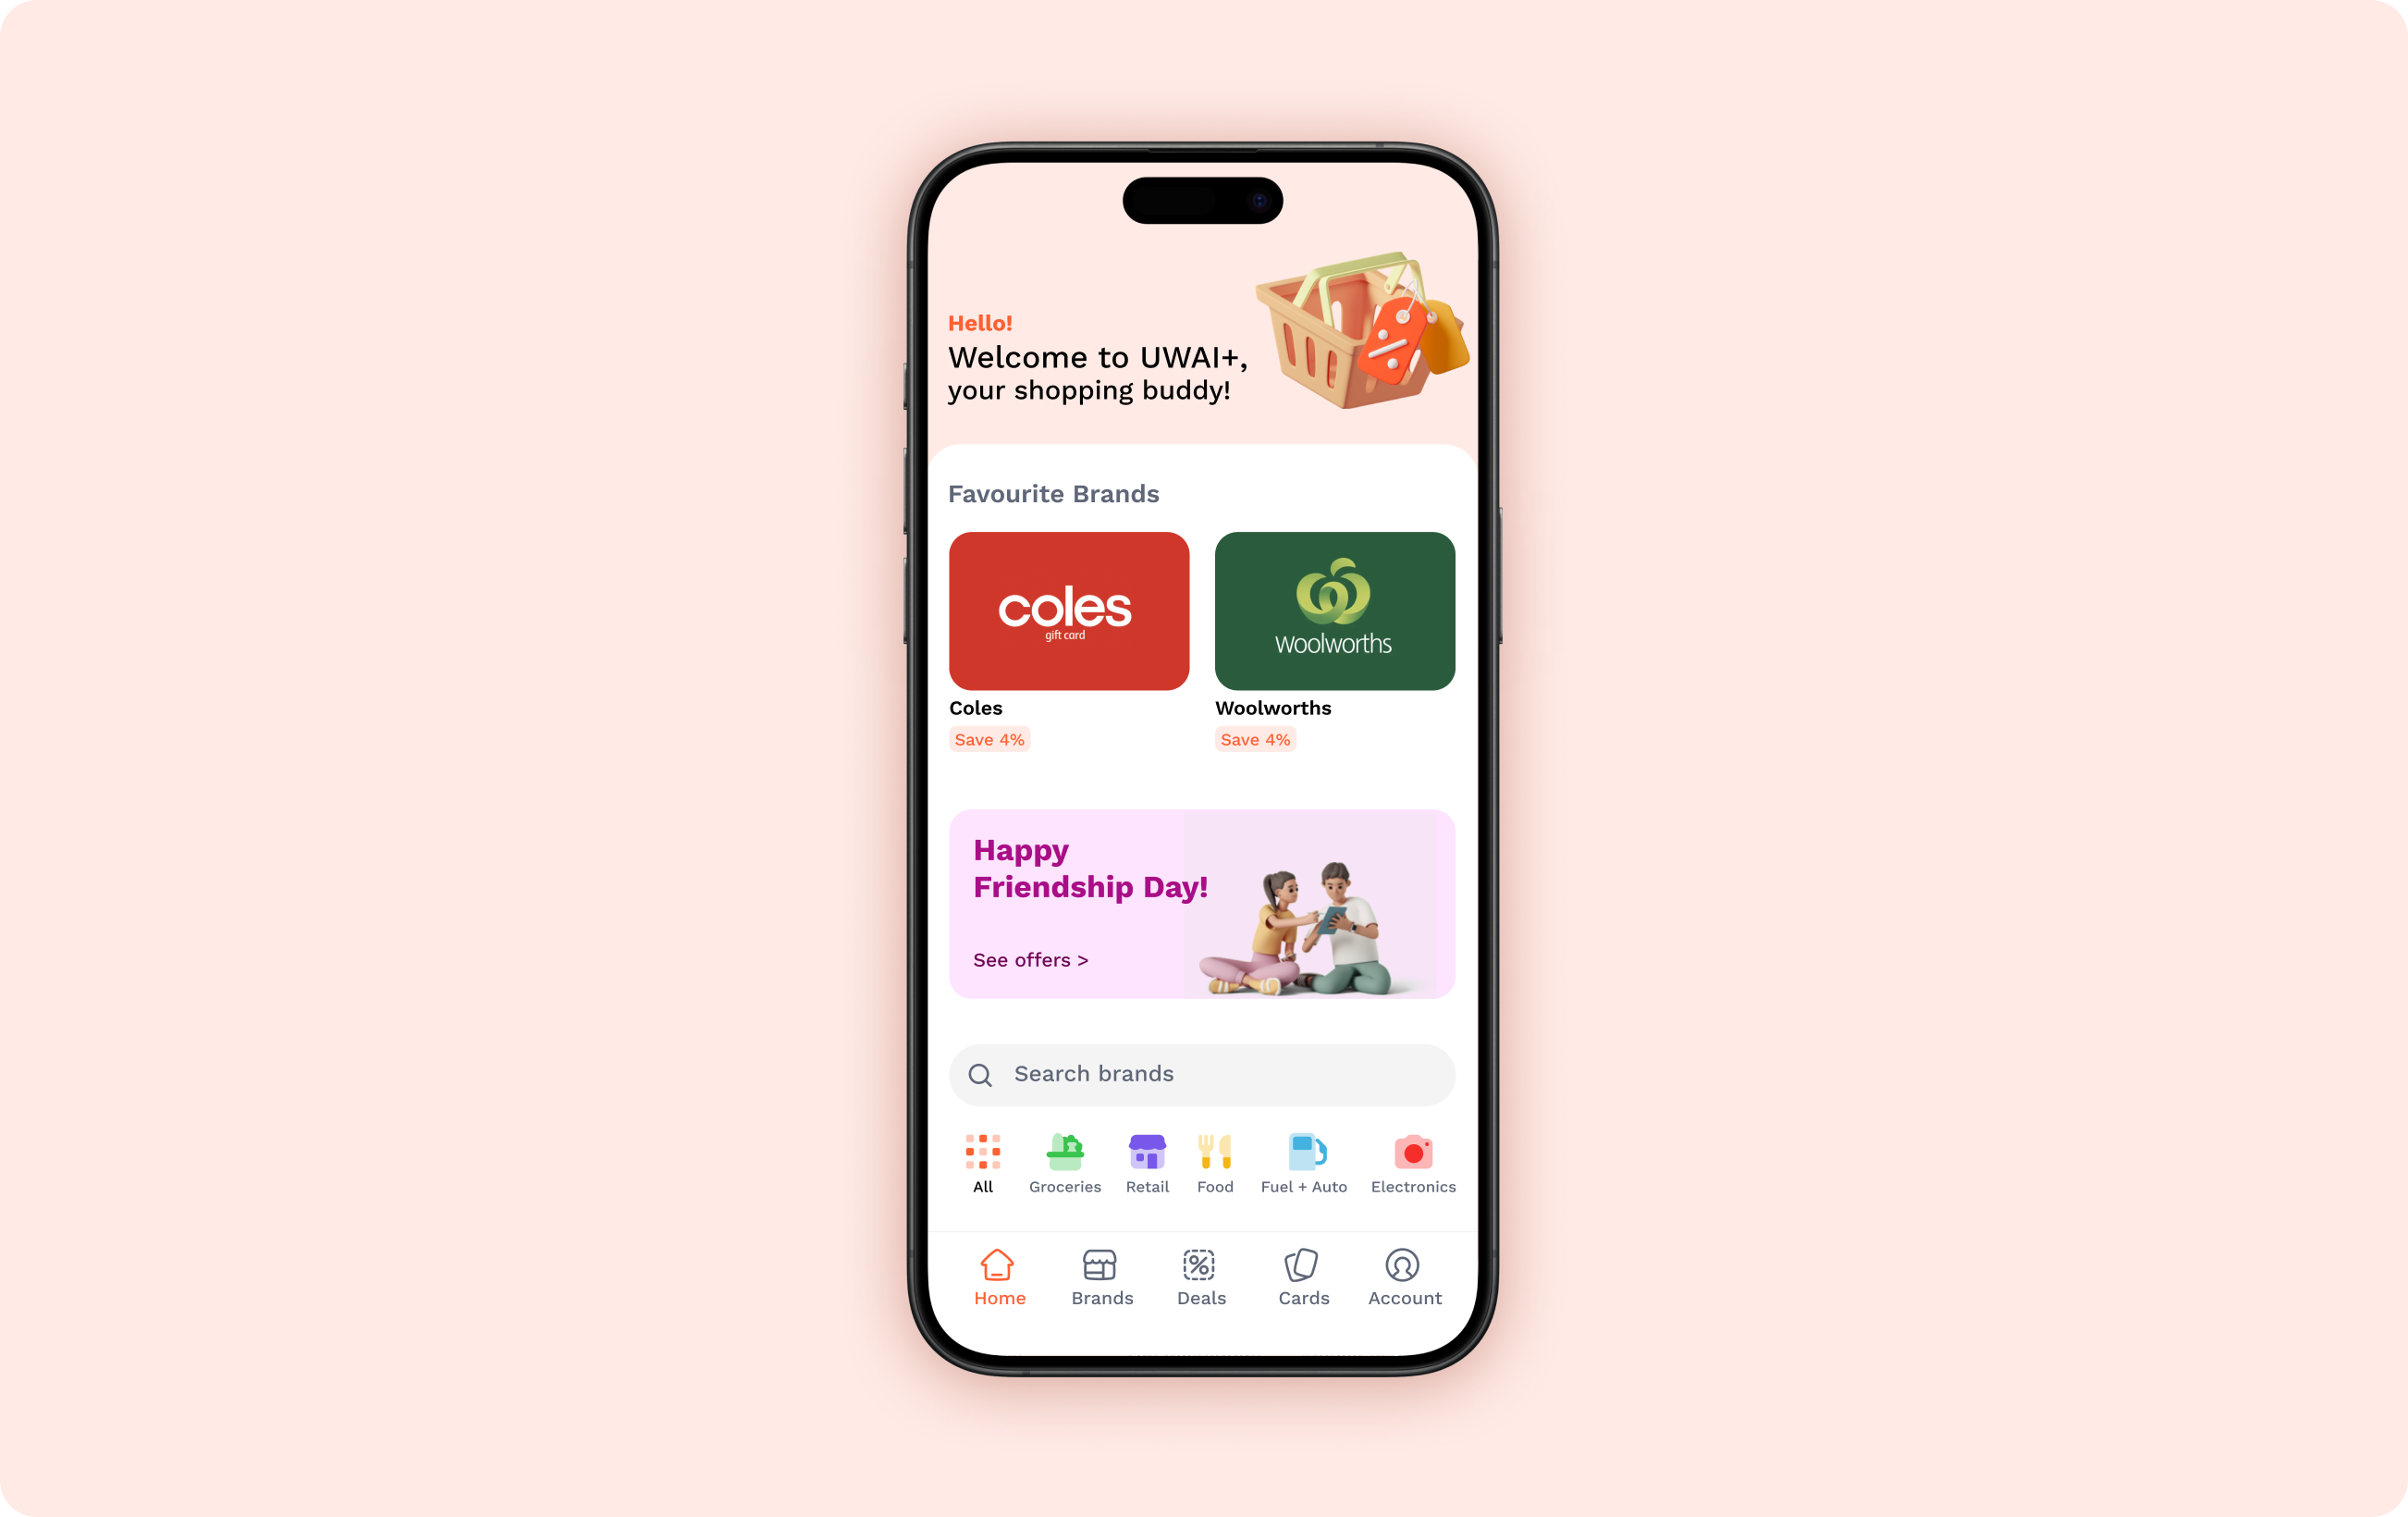 Hello!
Welcome to UWAI+,
your shopping buddy!
Favourite Brands
coles
gift card
Woolworths
Coles
Woolworths
Save 4%
Save 4%
Happy
Friendship Day!
See offers >
Search brands
All
Groceries
Retail
Food
Fuel + Auto
Electronics
Home
Brands
Deals
Cards
Account